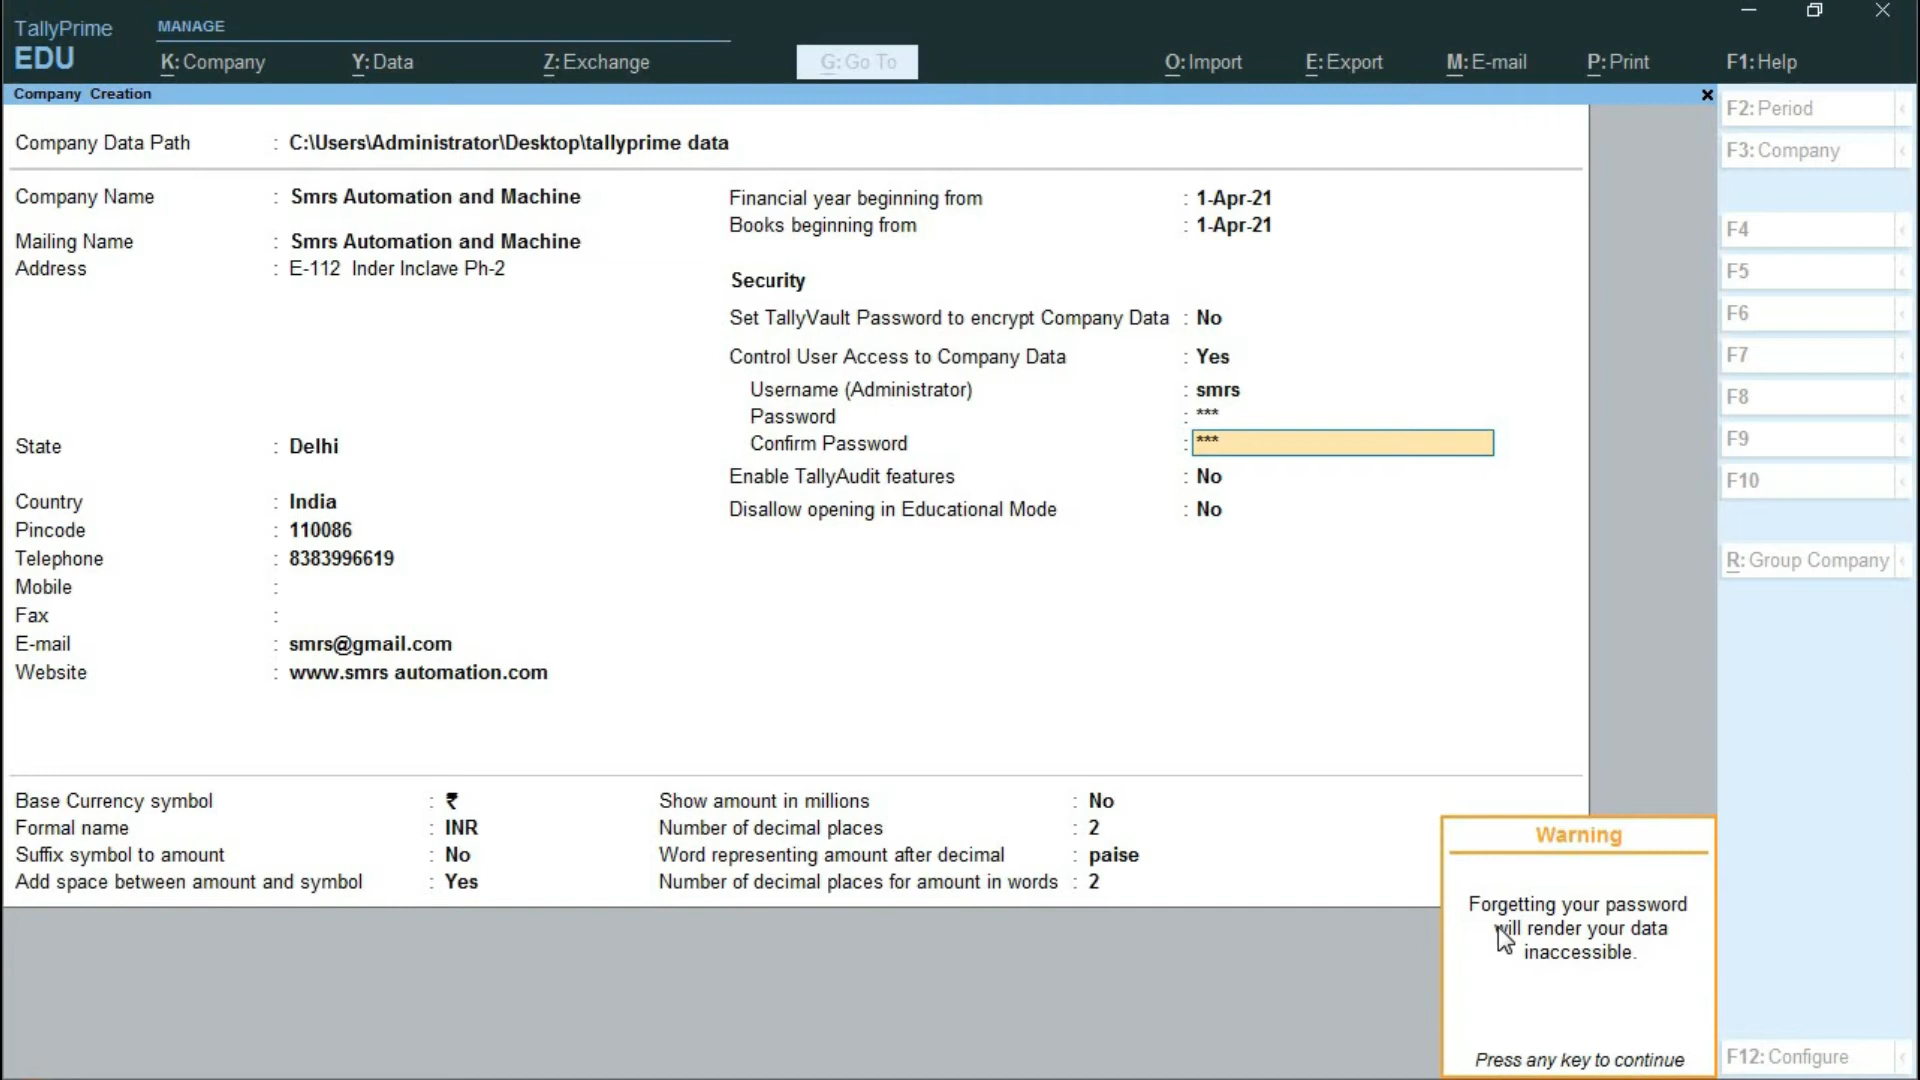 TallyPrime
EDU
MANAGE
K: Company
Y: Data
Z: Exchange
G: Go To
O: Import
E: Export
M: E-mail
P: Print
F1: Help
Company Creation
Company Data Path : C:\Users\Administrator\Desktop\tallyprime data
Company Name : Smrs Automation and Machine
Mailing Name : Smrs Automation and Machine
Address : E-112 Inder Inclave Ph-2
State : Delhi
Country : India
Pincode : 110086
Telephone : 8383996619
Mobile :
Fax :
E-mail : smrs@gmail.com
Website : www.smrs automation.com
Financial year beginning from : 1-Apr-21
Books beginning from : 1-Apr-21
Security
Set TallyVault Password to encrypt Company Data : No
Control User Access to Company Data : Yes
Username (Administrator) : smrs
Password : ***
Confirm Password : ***
Enable TallyAudit features : No
Disallow opening in Educational Mode : No
Base Currency symbol : ₹
Formal name : INR
Suffix symbol to amount : No
Add space between amount and symbol : Yes
Show amount in millions : No
Number of decimal places : 2
Word representing amount after decimal : paise
Number of decimal places for amount in words : 2
F2: Period
F3: Company
F4
F5
F6
F7
F8
F9
F10
R: Group Company
F12: Configure
Warning
Forgetting your password
will render your data
inaccessible.
Press any key to continue